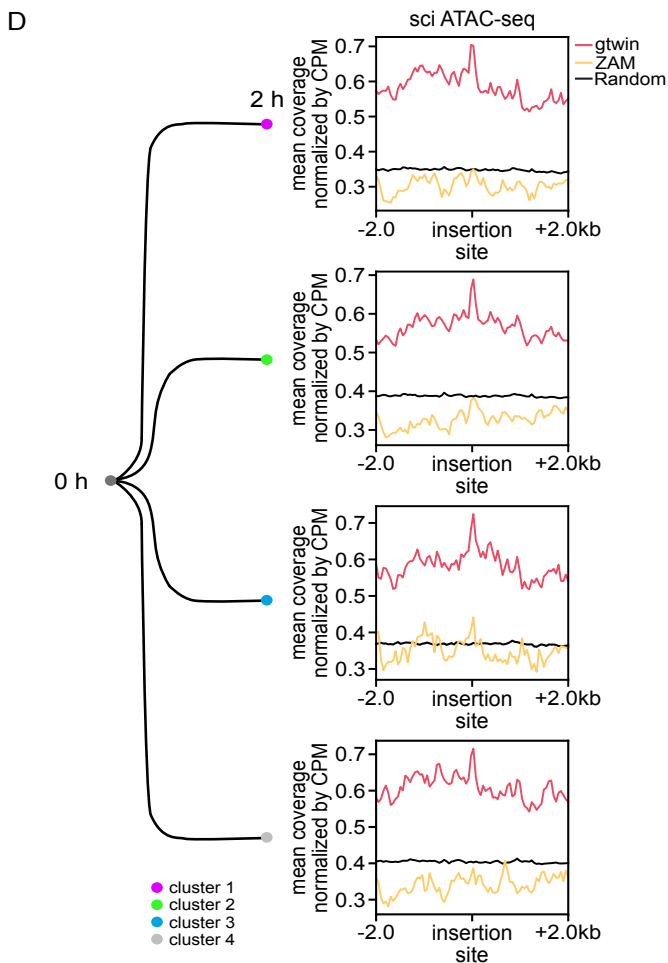 D
sci ATAC-seq
gtwin
ZAM
Random
2 h
0 h
mean coverage
normalized by CPM
0.7
0.6
0.5
0.4
0.3
-2.0 insertion +2.0kb
site
mean coverage
normalized by CPM
0.7
0.6
0.5
0.4
0.3
-2.0 insertion +2.0kb
site
mean coverage
normalized by CPM
0.7
0.6
0.5
0.4
0.3
-2.0 insertion +2.0kb
site
mean coverage
normalized by CPM
0.7
0.6
0.5
0.4
0.3
-2.0 insertion +2.0kb
site
cluster 1
cluster 2
cluster 3
cluster 4